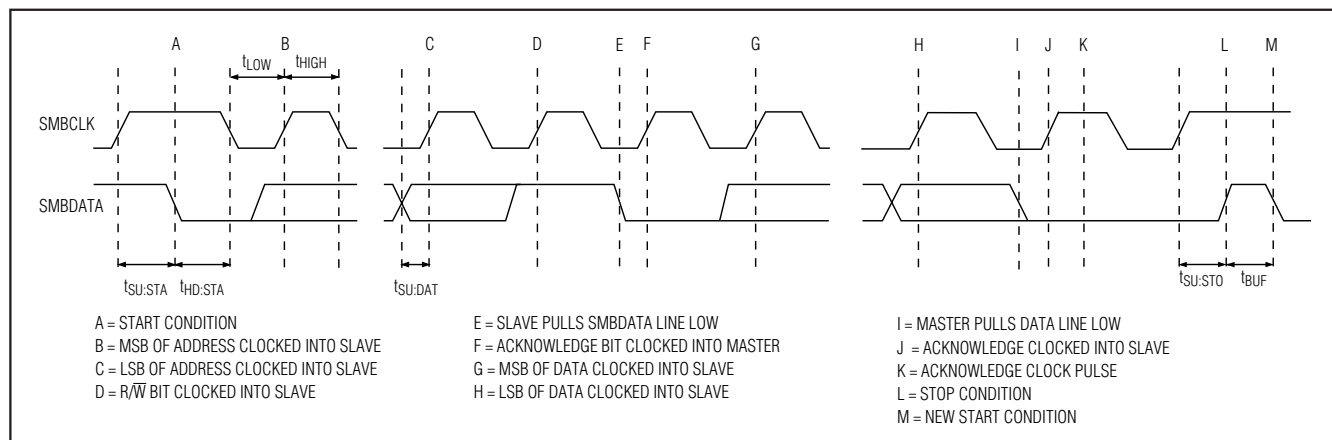 A B C D E F G H I J K L M
tLOW tHIGH
SMBCLK
SMBDATA
tSU:STA tHD:STA tSU:DAT tSU:STO tBUF
A = START CONDITION
B = MSB OF ADDRESS CLOCKED INTO SLAVE
C = LSB OF ADDRESS CLOCKED INTO SLAVE
D = R/W̅ BIT CLOCKED INTO SLAVE
E = SLAVE PULLS SMBDATA LINE LOW
F = ACKNOWLEDGE BIT CLOCKED INTO MASTER
G = MSB OF DATA CLOCKED INTO SLAVE
H = LSB OF DATA CLOCKED INTO SLAVE
I = MASTER PULLS DATA LINE LOW
J = ACKNOWLEDGE CLOCKED INTO SLAVE
K = ACKNOWLEDGE CLOCK PULSE
L = STOP CONDITION
M = NEW START CONDITION